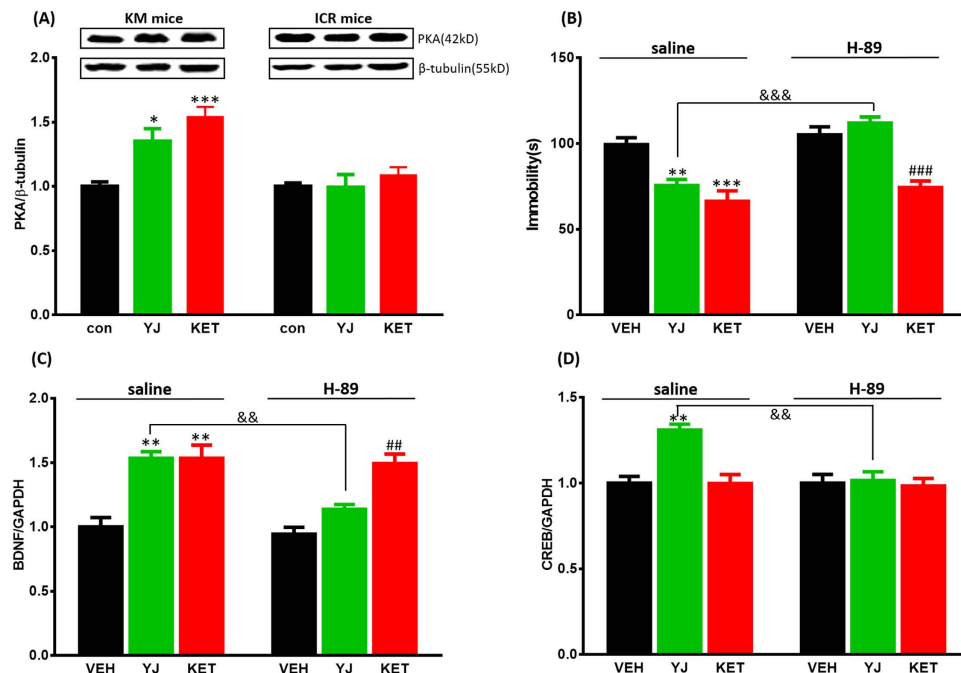 (A)
KM mice
ICR mice
PKA(42kD)
β-tubulin(55kD)
PKA/β-tubulin
2.0
1.5
1.0
0.5
0.0
*
***
con
YJ
KET
con
YJ
KET
(B)
saline
H-89
&&&
Immobility(s)
150
100
50
0
**
***
###
VEH
YJ
KET
VEH
YJ
KET
(C)
saline
H-89
&&
BDNF/GAPDH
2.0
1.5
1.0
0.5
0.0
**
**
##
VEH
YJ
KET
VEH
YJ
KET
(D)
saline
H-89
&&
CREB/GAPDH
1.5
1.0
0.5
0.0
**
VEH
YJ
KET
VEH
YJ
KET